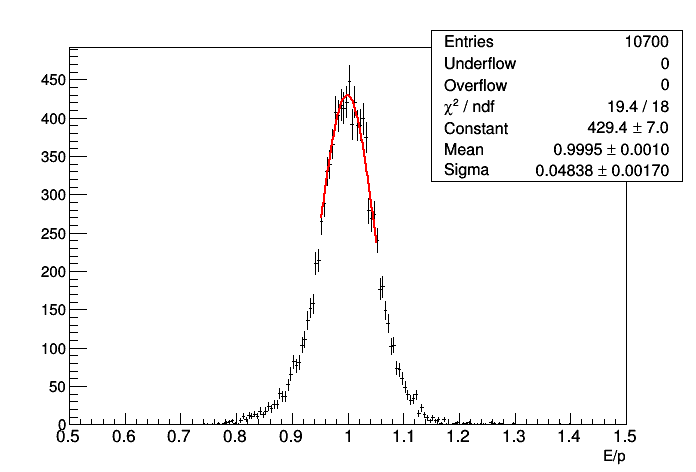 Entries 10700
Underflow 0
Overflow 0
χ² / ndf 19.4 / 18
Constant 429.4 ± 7.0
Mean 0.9995 ± 0.0010
Sigma 0.04838 ± 0.00170
450
400
350
300
250
200
150
100
50
0
0.5 0.6 0.7 0.8 0.9 1 1.1 1.2 1.3 1.4 1.5
E/p